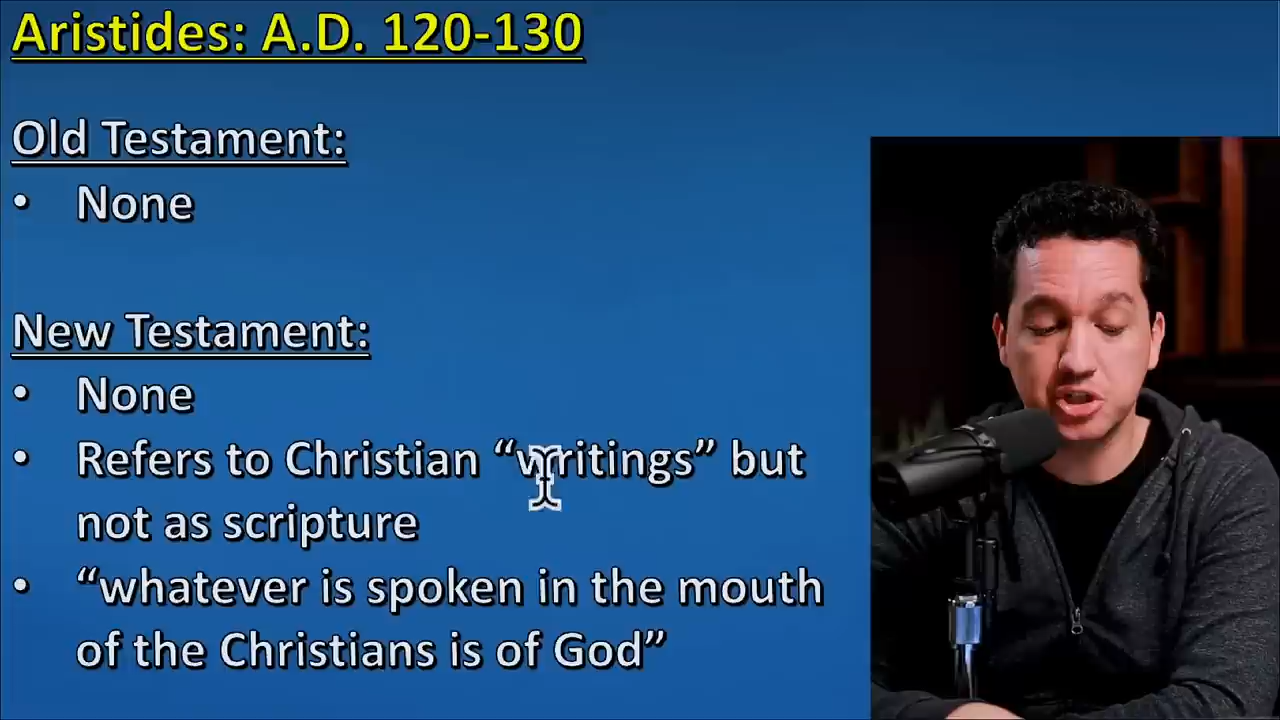 Aristides: A.D. 120-130
Old Testament:
• None
New Testament:
• None
• Refers to Christian “writings” but
not as scripture
• “whatever is spoken in the mouth
of the Christians is of God”